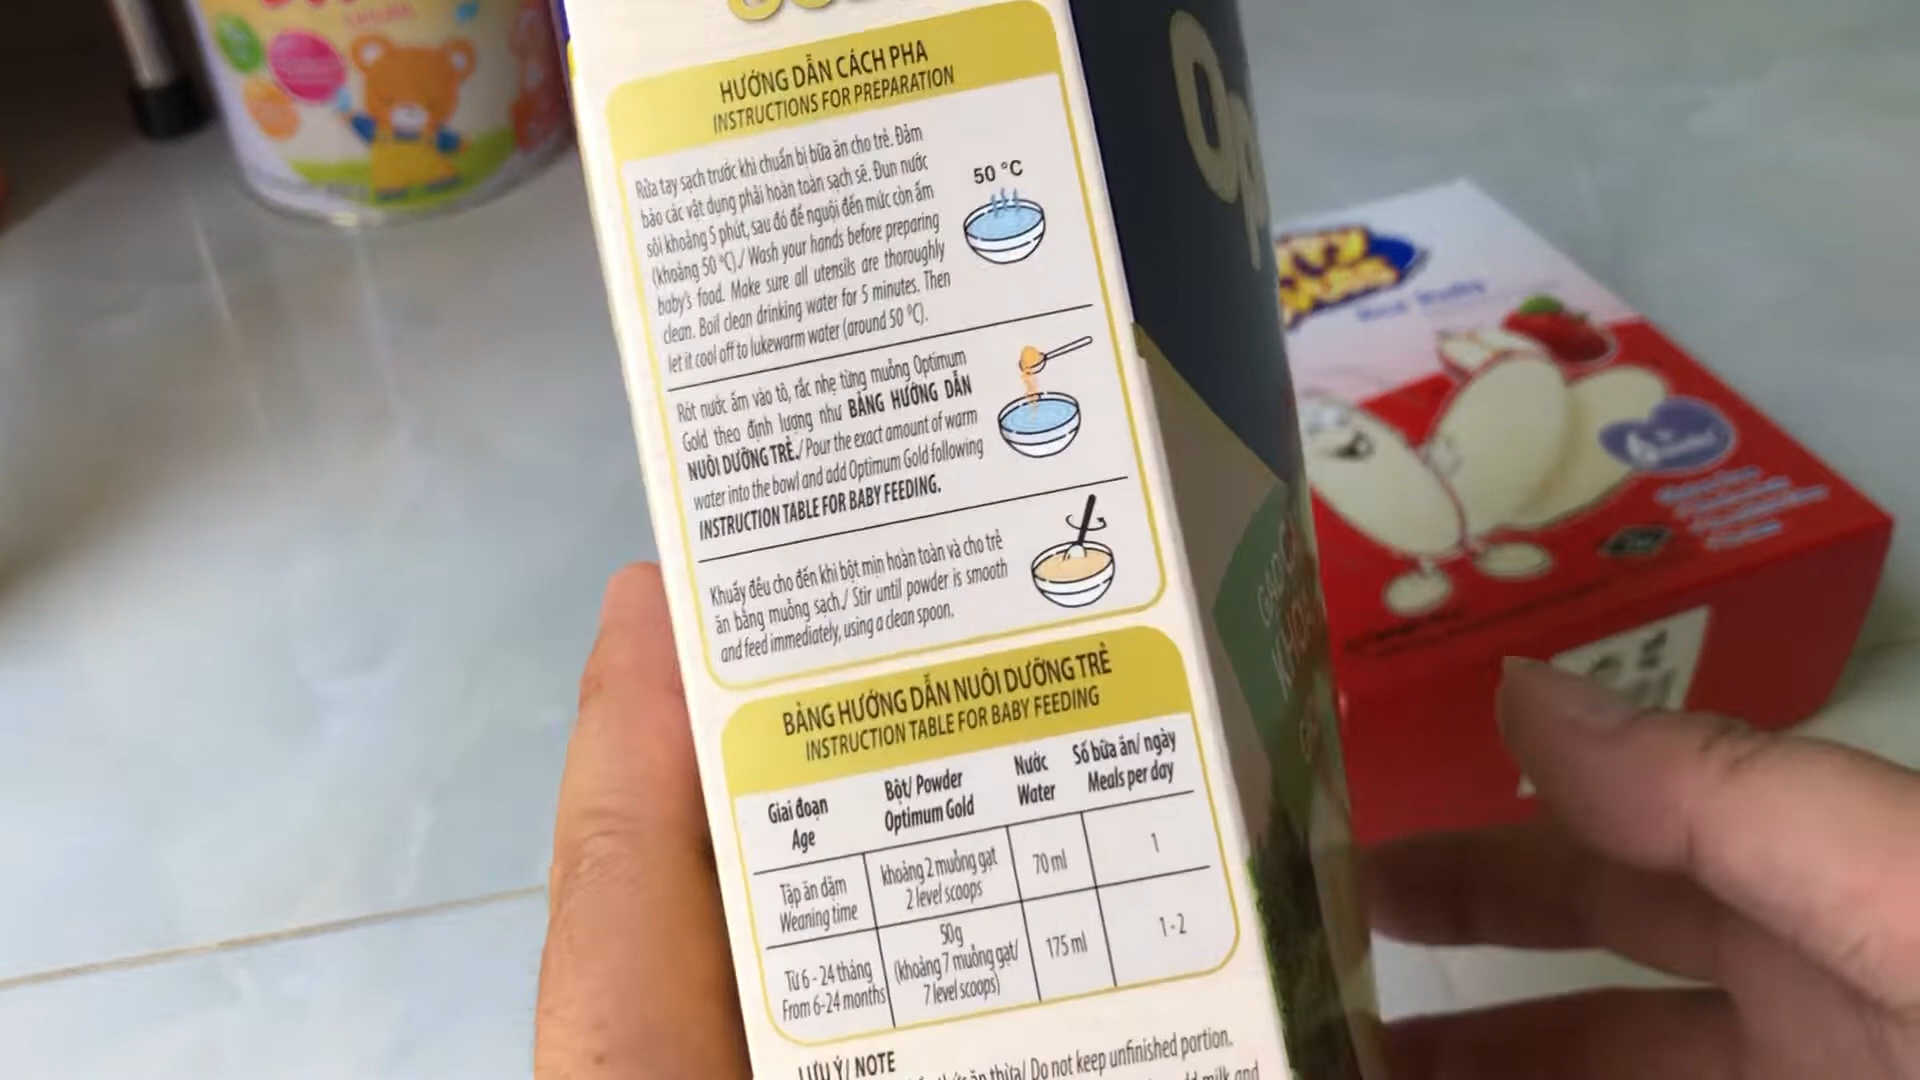 HƯỚNG DẪN CÁCH PHA
INSTRUCTIONS FOR PREPARATION
Rửa tay sạch trước khi chuẩn bị bữa ăn cho trẻ. Đảm
bảo các vật dụng phải hoàn toàn sạch sẽ. Đun nước
sôi khoảng 5 phút, sau đó để nguội đến mức còn ấm
(khoảng 50 °C)./ Wash your hands before preparing
baby's food. Make sure all utensils are thoroughly
clean. Boil clean drinking water for 5 minutes. Then
let it cool off to lukewarm water (around 50 °C).
50 °C
Rót nước ấm vào tô, rắc nhẹ từng muỗng Optimum
Gold theo định lượng như BẢNG HƯỚNG DẪN
NUÔI DƯỠNG TRẺ./ Pour the exact amount of warm
water into the bowl and add Optimum Gold following
INSTRUCTION TABLE FOR BABY FEEDING.
Khuấy đều cho đến khi bột mịn hoàn toàn và cho trẻ
ăn bằng muỗng sạch./ Stir until powder is smooth
and feed immediately, using a clean spoon.
BẢNG HƯỚNG DẪN NUÔI DƯỠNG TRẺ
INSTRUCTION TABLE FOR BABY FEEDING
Giai đoạn
Age
Bột/ Powder
Optimum Gold
Nước
Water
Số bữa ăn/ ngày
Meals per day
Tập ăn dặm
Weaning time
khoảng 2 muỗng gạt
2 level scoops
70 ml
1
Từ 6 - 24 tháng
From 6-24 months
50g
(khoảng 7 muỗng gạt/
7 level scoops)
175 ml
1 - 2
LƯU Ý/ NOTE
ăn thừa/ Do not keep unfinished portion.
milk and